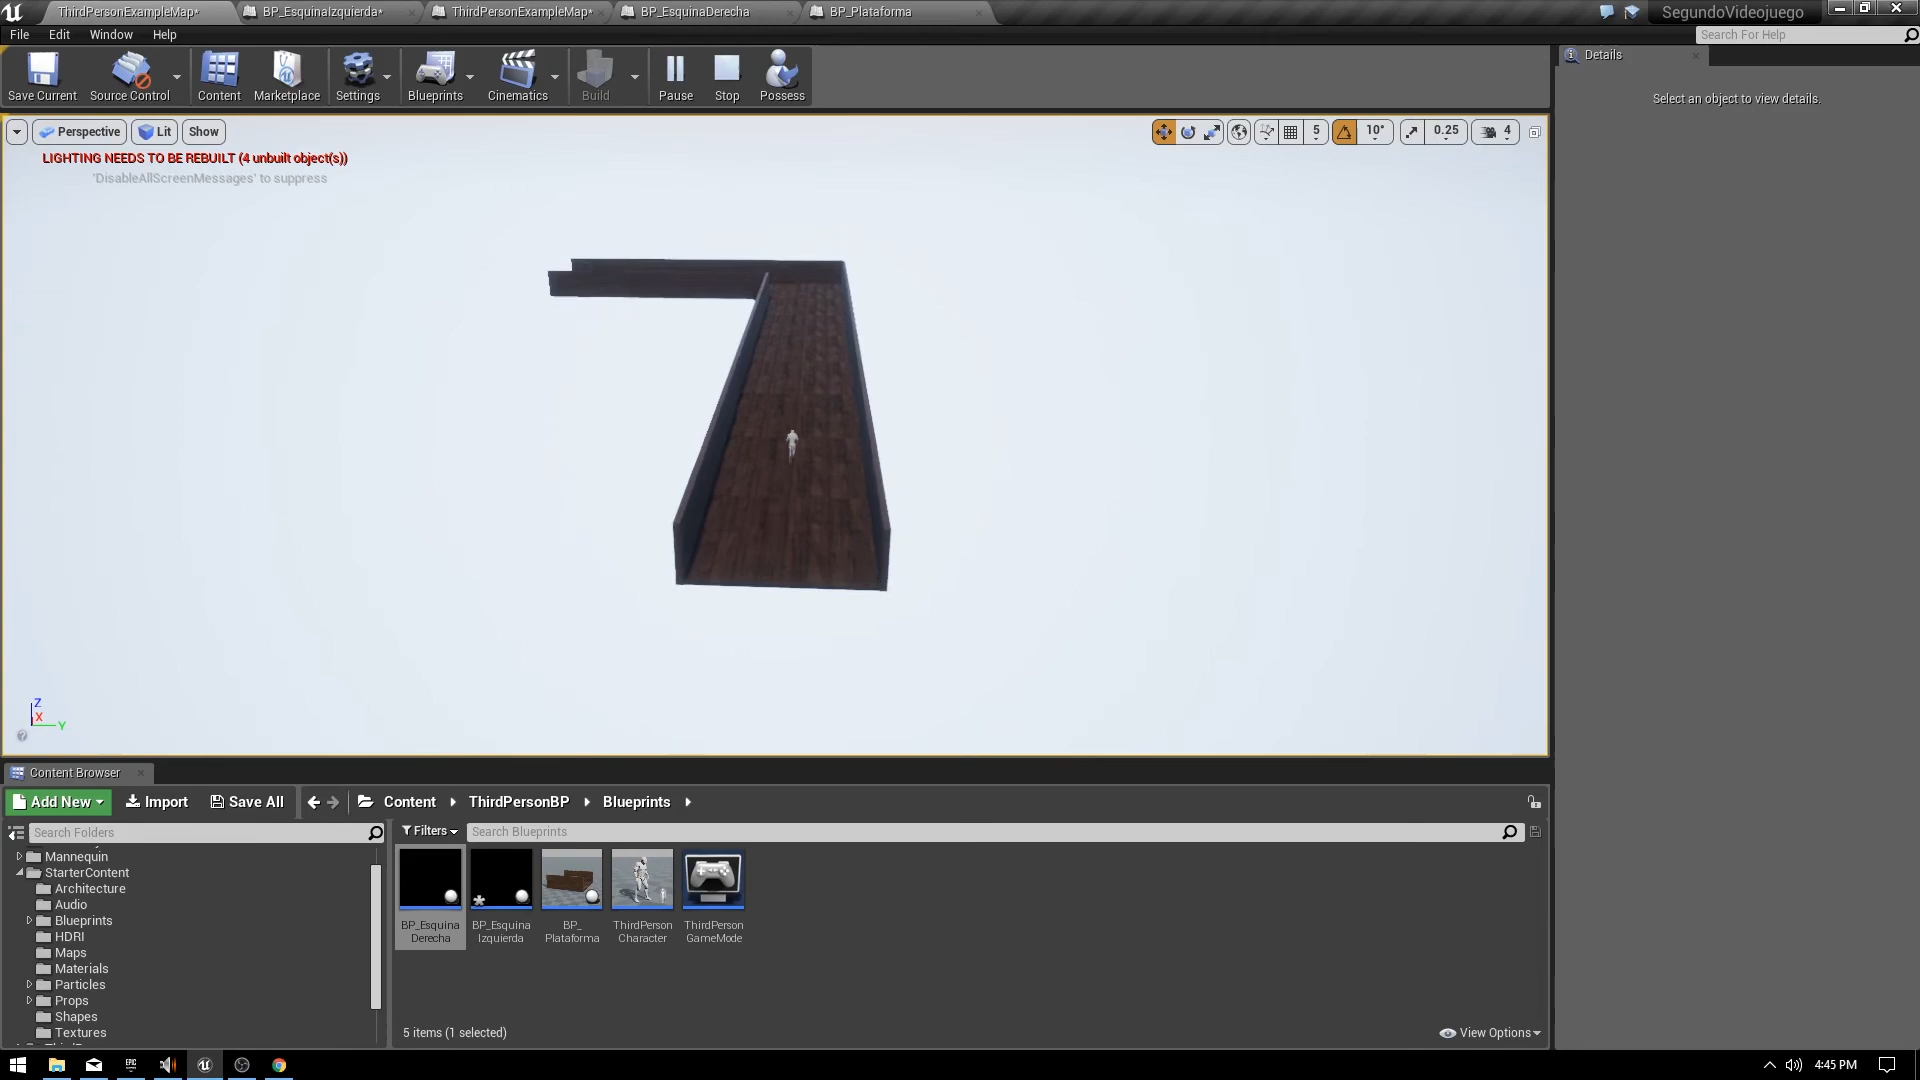 ThirdPersonExampleMap*
BP_EsquinaIzquierda*
ThirdPersonExampleMap*
BP_EsquinaDerecha
BP_Plataforma
SegundoVideojuego
File Edit Window Help
Search For Help
Save Current
Source Control
Content
Marketplace
Settings
Blueprints
Cinematics
Build
Pause
Stop
Possess
Details
Select an object to view details.
Perspective
Lit
Show
5
10°
0.25
4
LIGHTING NEEDS TO BE REBUILT (4 unbuilt object(s))
'DisableAllScreenMessages' to suppress
Z
X
Y
Content Browser
Add New
Import
Save All
Content
ThirdPersonBP
Blueprints
Search Folders
Filters
Search Blueprints
Mannequin
StarterContent
Architecture
Audio
Blueprints
HDRI
Maps
Materials
Particles
Props
Shapes
Textures
BP_Esquina
Derecha
BP_Esquina
Izquierda
BP_
Plataforma
ThirdPerson
Character
ThirdPerson
GameMode
5 items (1 selected)
View Options
EPIC
4:45 PM